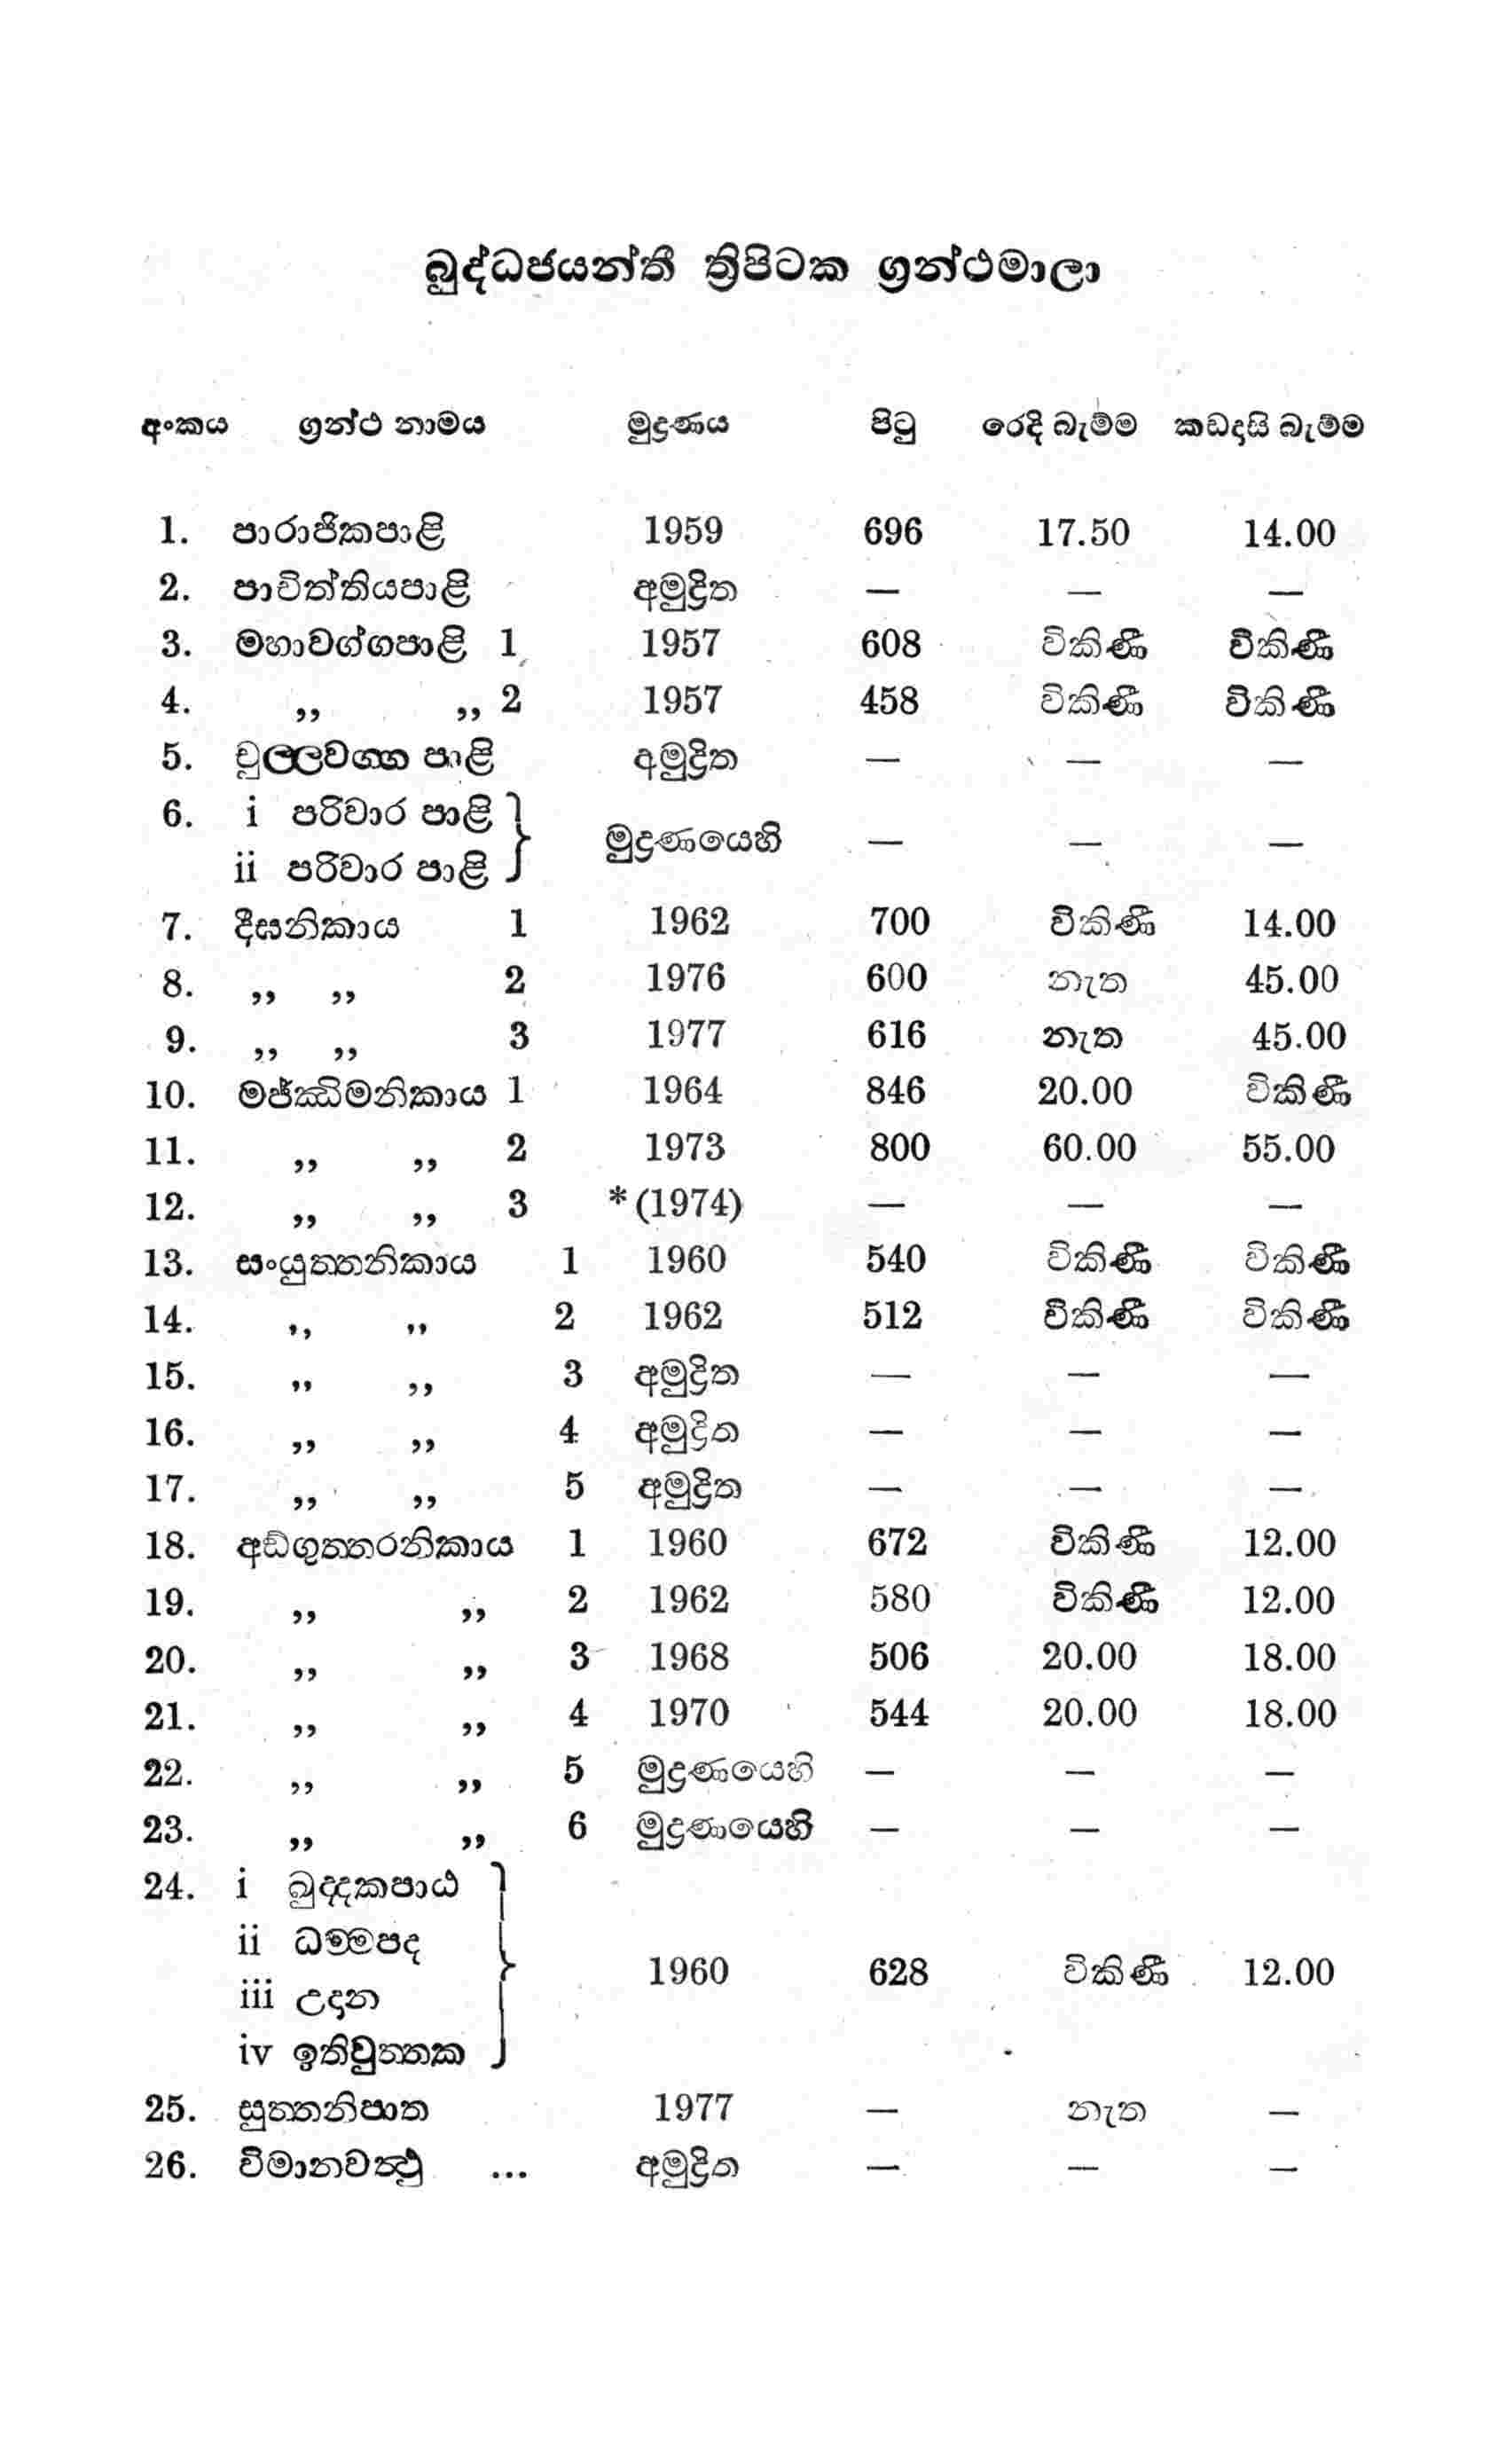 බුද්ධජයන්තී ත්‍රිපිටක ග්‍රන්ථමාලා
අංකය ග්‍රන්ථ නාමය මුද්‍රණය පිටු රෙදි බැම්ම කඩදාසි බැම්ම
1. පාරාජිකපාළි 1959 696 17.50 14.00
2. පාචිත්තියපාළි අමුද්‍රිත — — —
3. මහාවග්ගපාළි 1 1957 608 විකිණී විකිණී
4. ,, ,, 2 1957 458 විකිණී විකිණී
5. චුල්ලවග්ග පාළි අමුද්‍රිත — — —
6. i පරිවාර පාළි
මුද්‍රණයෙහි — — —
ii පරිවාර පාළි
7. දීඝනිකාය 1 1962 700 විකිණී 14.00
8. ,, ,, 2 1976 600 නැත 45.00
9. ,, ,, 3 1977 616 නැත 45.00
10. මජ්ඣිමනිකාය 1 1964 846 20.00 විකිණී
11. ,, ,, 2 1973 800 60.00 55.00
12. ,, ,, 3 *(1974) — — —
13. සංයුත්තනිකාය 1 1960 540 විකිණී විකිණී
14. ,, ,, 2 1962 512 විකිණී විකිණී
15. ,, ,, 3 අමුද්‍රිත — — —
16. ,, ,, 4 අමුද්‍රිත — — —
17. ,, ,, 5 අමුද්‍රිත — — —
18. අඞ්ගුත්තරනිකාය 1 1960 672 විකිණී 12.00
19. ,, ,, 2 1962 580 විකිණී 12.00
20. ,, ,, 3 1968 506 20.00 18.00
21. ,, ,, 4 1970 544 20.00 18.00
22. ,, ,, 5 මුද්‍රණයෙහි — — —
23. ,, ,, 6 මුද්‍රණයෙහි — — —
24. i ඛුද්දකපාඨ
ii ධම්මපද
1960 628 විකිණී 12.00
iii උදාන
iv ඉතිවුත්තක
25. සුත්තනිපාත 1977 — නැත —
26. විමානවත්ථු ... අමුද්‍රිත — — —